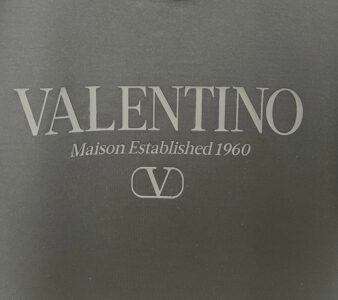 VALENTINO
Maison Established 1960
V